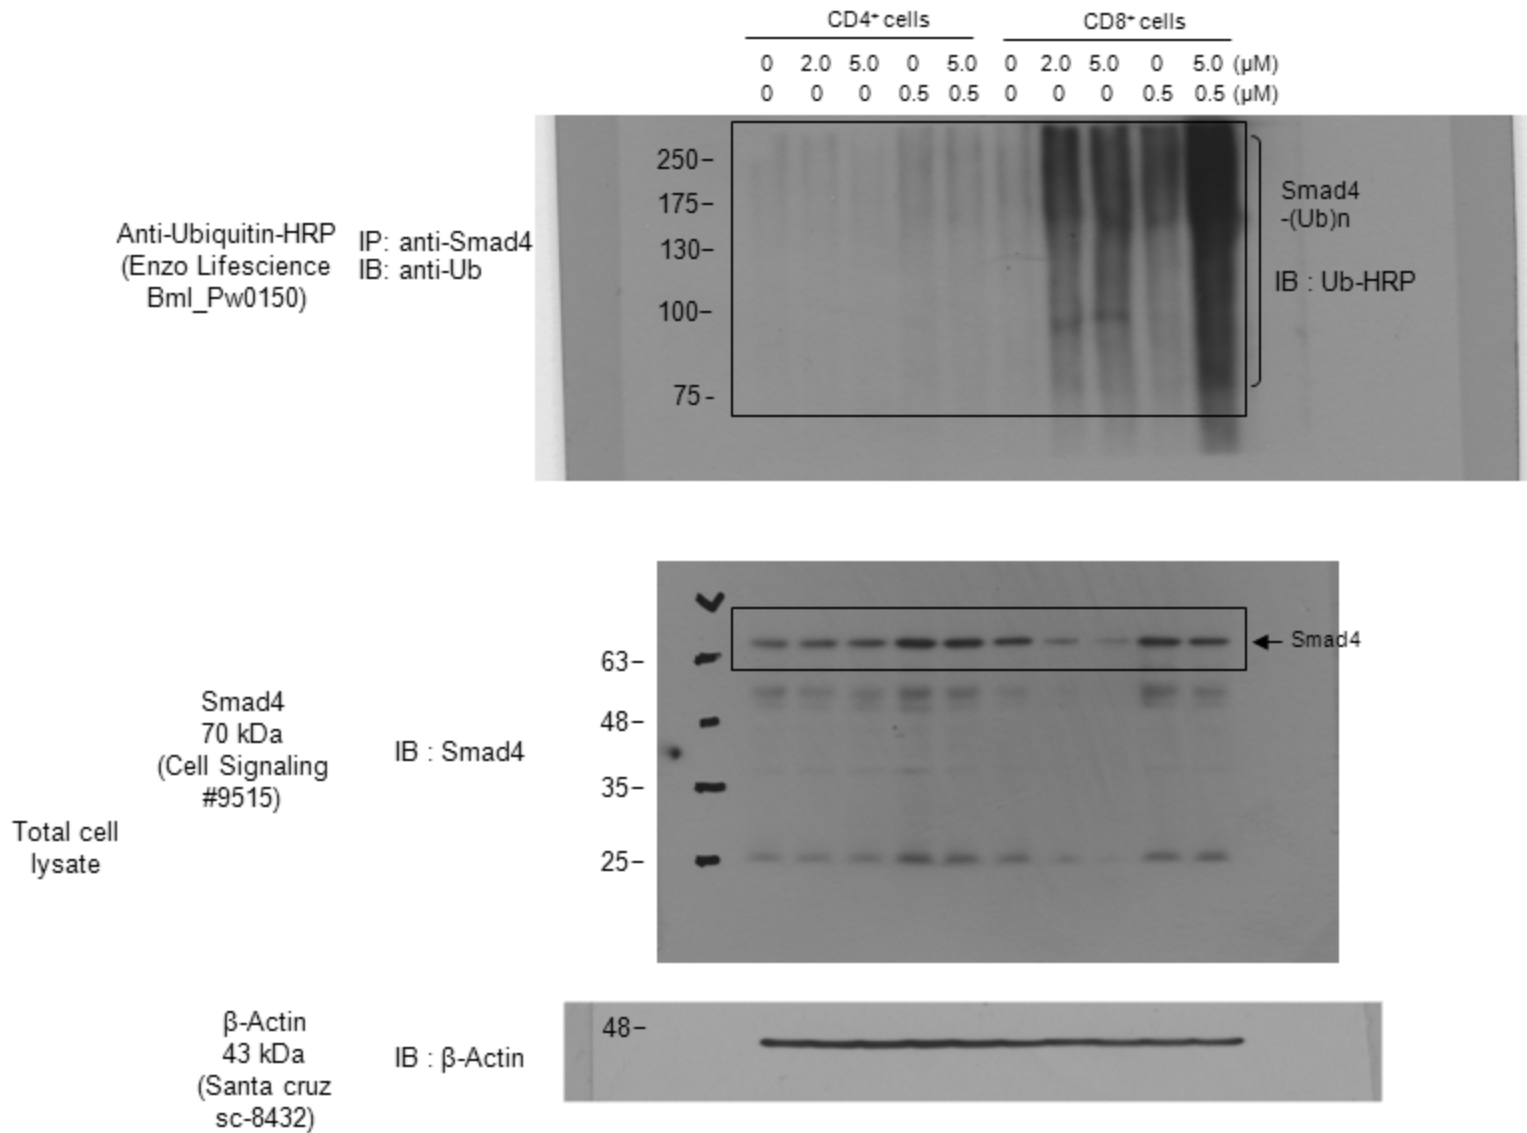 CD4⁺ cells CD8⁺ cells
0 2.0 5.0 0 5.0 0 2.0 5.0 0 5.0 (μM)
0 0 0 0.5 0.5 0 0 0 0.5 0.5 (μM)
250-
175-
130-
100-
75-
Anti-Ubiquitin-HRP
(Enzo Lifescience
Bml_Pw0150)
IP: anti-Smad4
IB: anti-Ub
Smad4
-(Ub)n
IB : Ub-HRP
63-
48-
35-
25-
Smad4
Smad4
70 kDa
(Cell Signaling
#9515)
IB : Smad4
Total cell
lysate
β-Actin
43 kDa
(Santa cruz
sc-8432)
IB : β-Actin
48-